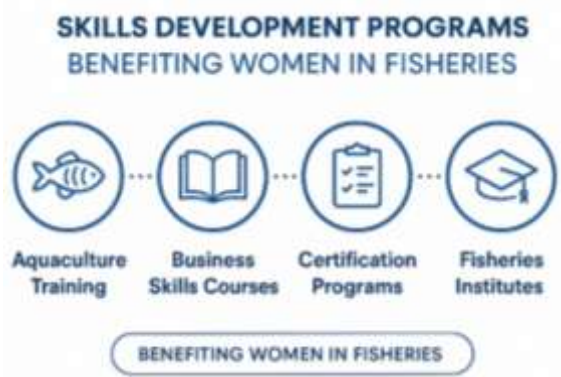 SKILLS DEVELOPMENT PROGRAMS
BENEFITING WOMEN IN FISHERIES
Aquaculture
Training
Business
Skills Courses
Certification
Programs
Fisheries
Institutes
BENEFITING WOMEN IN FISHERIES